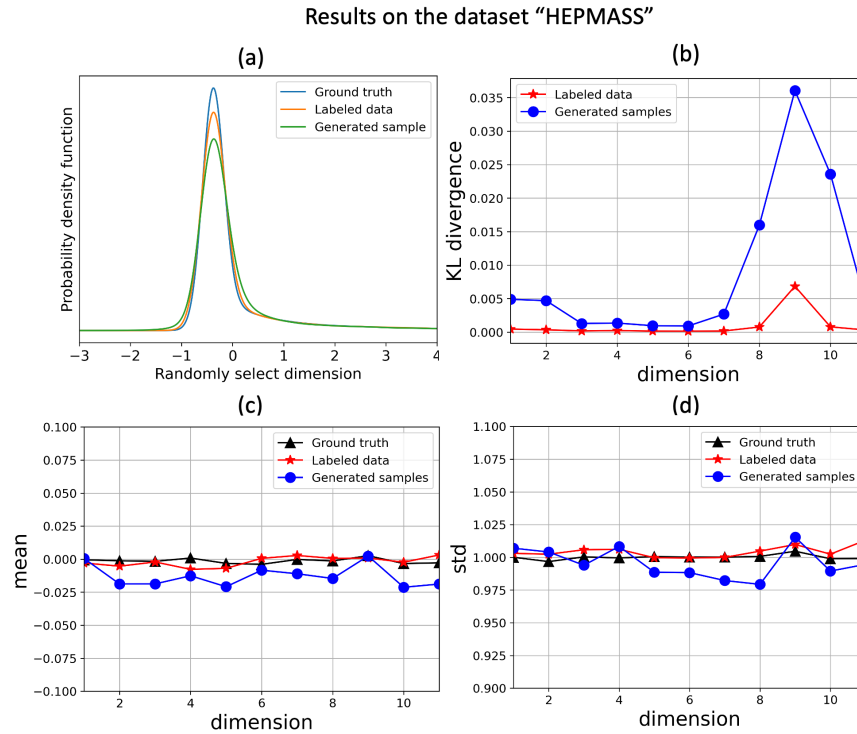 Results on the dataset “HEPMASS”
(a)
Ground truth
Labeled data
Generated sample
Probability density function
−3 −2 −1 0 1 2 3 4
Randomly select dimension
(b)
Labeled data
Generated samples
KL divergence
0.035
0.030
0.025
0.020
0.015
0.010
0.005
0.000
2 4 6 8 10
dimension
(c)
Ground truth
Labeled data
Generated samples
mean
0.100
0.075
0.050
0.025
0.000
−0.025
−0.050
−0.075
−0.100
2 4 6 8 10
dimension
(d)
Ground truth
Labeled data
Generated samples
std
1.100
1.075
1.050
1.025
1.000
0.975
0.950
0.925
0.900
2 4 6 8 10
dimension